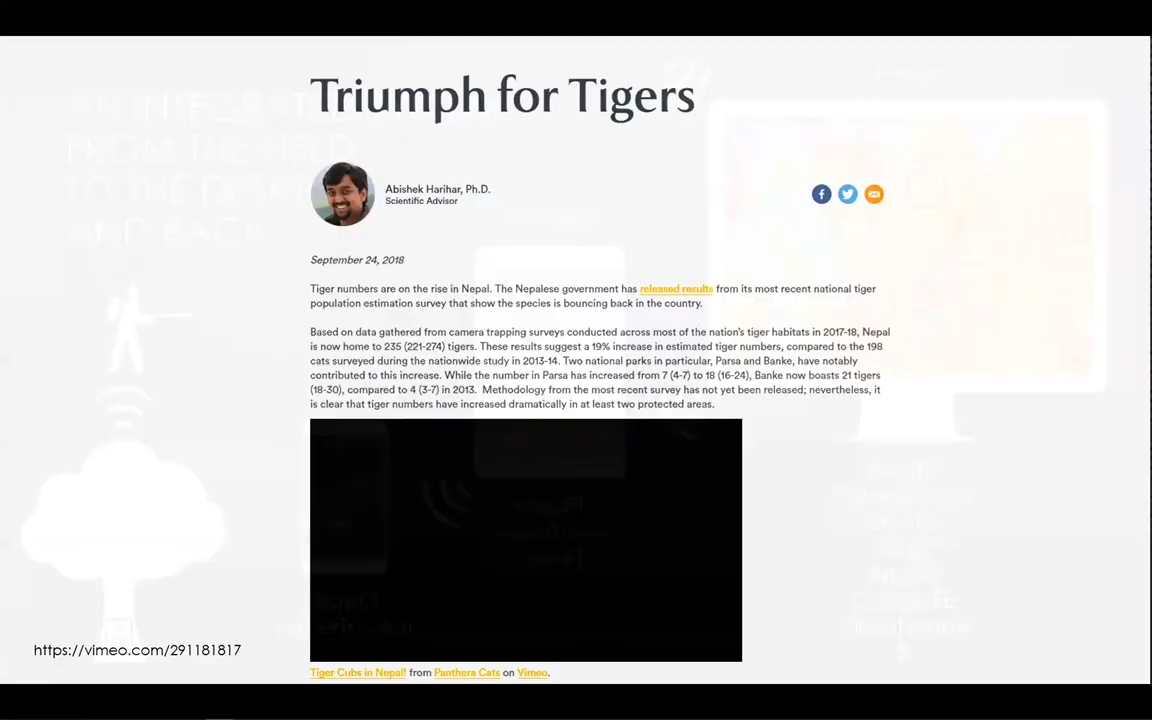 Triumph for Tigers
Abishek Harihar, Ph.D.
Scientific Advisor
September 24, 2018
Tiger numbers are on the rise in Nepal. The Nepalese government has released results from its most recent national tiger
population estimation survey that show the species is bouncing back in the country.
Based on data gathered from camera trapping surveys conducted across most of the nation's tiger habitats in 2017-18, Nepal
is now home to 235 (221-274) tigers. These results suggest a 19% increase in estimated tiger numbers, compared to the 198
cats surveyed during the nationwide study in 2013-14. Two national parks in particular, Parsa and Banke, have notably
contributed to this increase. While the number in Parsa has increased from 7 (4-7) to 18 (16-24), Banke now boasts 21 tigers
(18-30), compared to 4 (3-7) in 2013. Methodology from the most recent survey has not yet been released; nevertheless, it
is clear that tiger numbers have increased dramatically in at least two protected areas.
https://vimeo.com/291181817
Tiger Cubs in Nepal! from Panthera Cats on Vimeo.
AN INTEGRAT
FROM THE FIELD
AND BACK